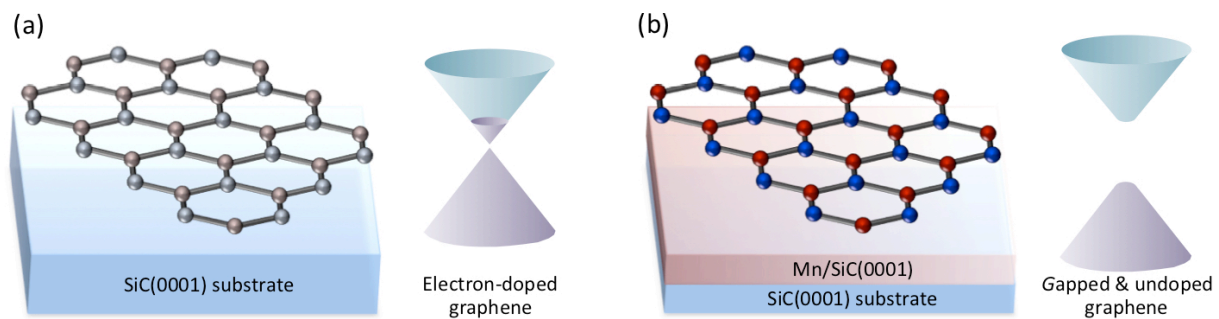 (a)
SiC(0001) substrate
Electron-doped
graphene
(b)
Mn/SiC(0001)
SiC(0001) substrate
Gapped & undoped
graphene